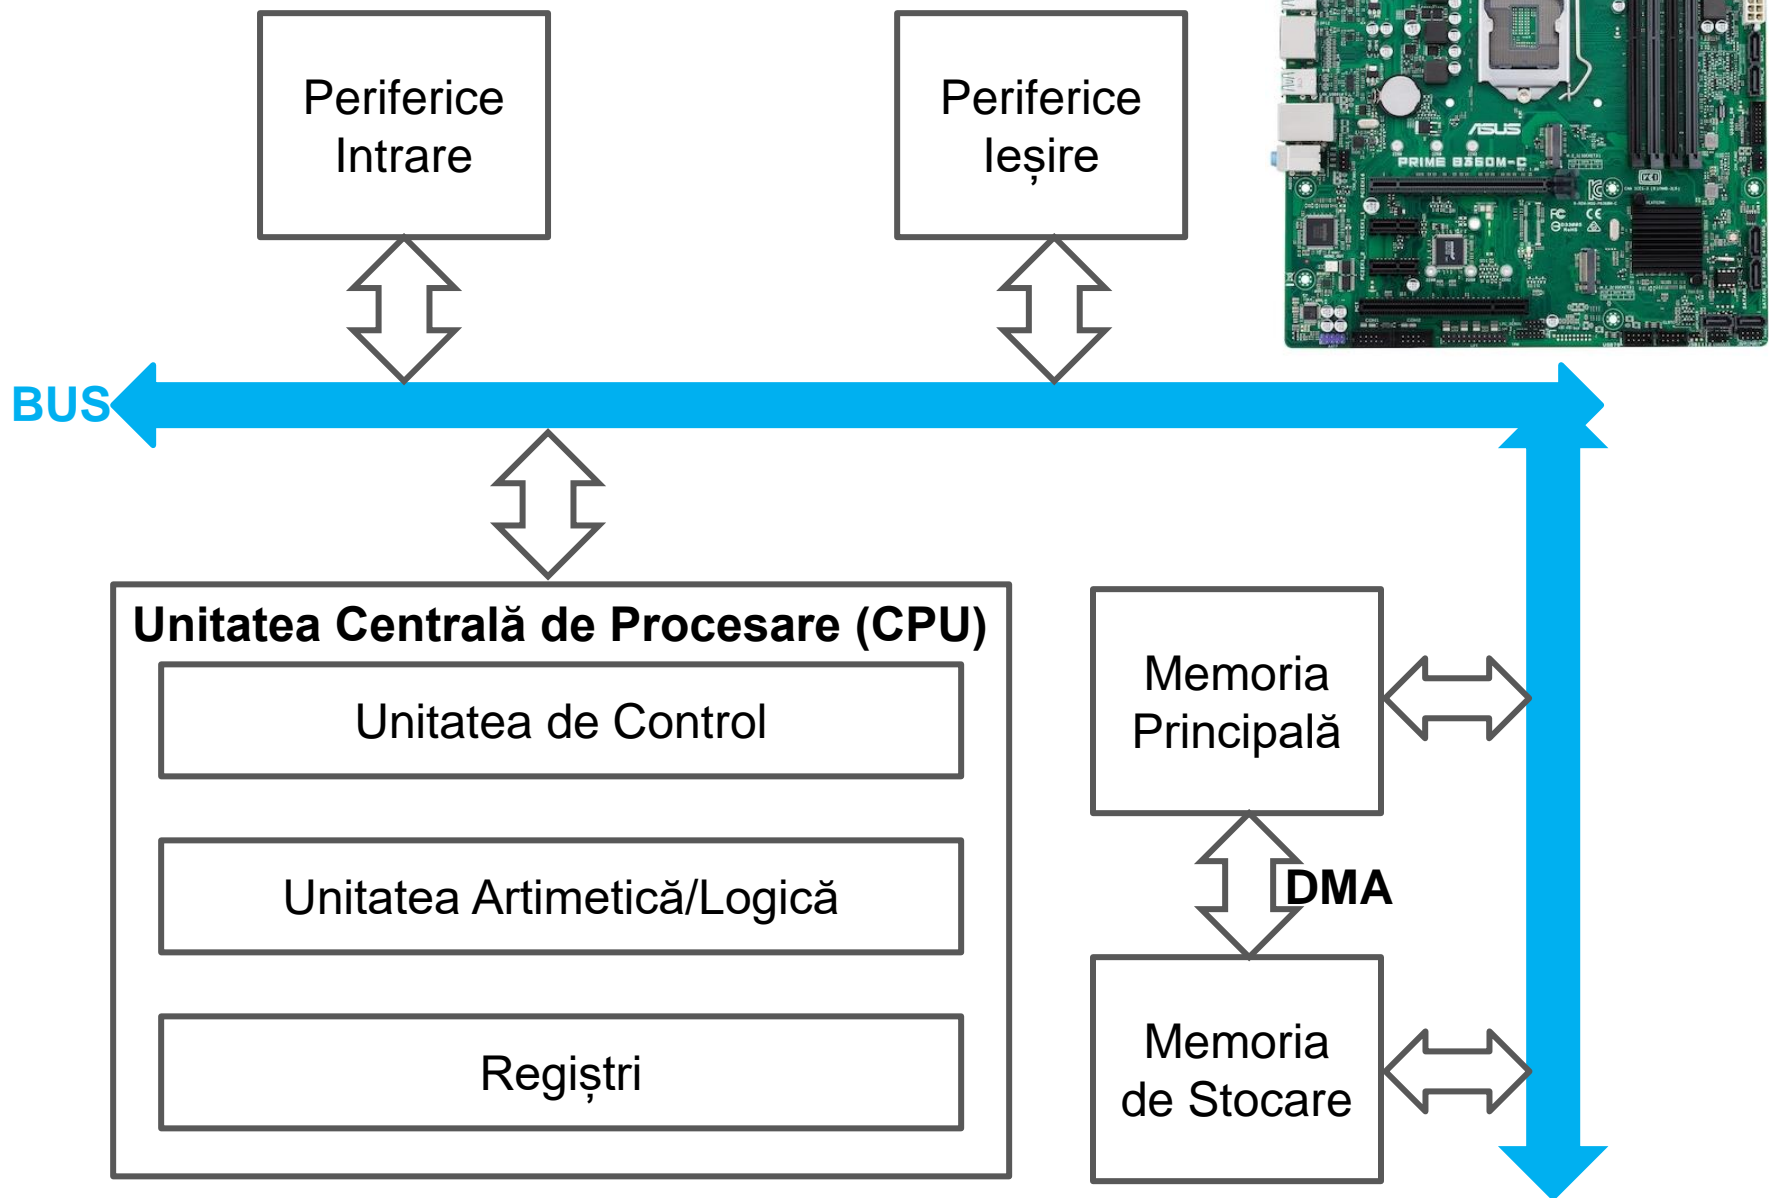 Periferice
Intrare
Periferice
Ieșire
ASUS
PRIME B360M-C
BUS
Unitatea Centrală de Procesare (CPU)
Unitatea de Control
Unitatea Artimetică/Logică
Regiștri
Memoria
Principală
DMA
Memoria
de Stocare